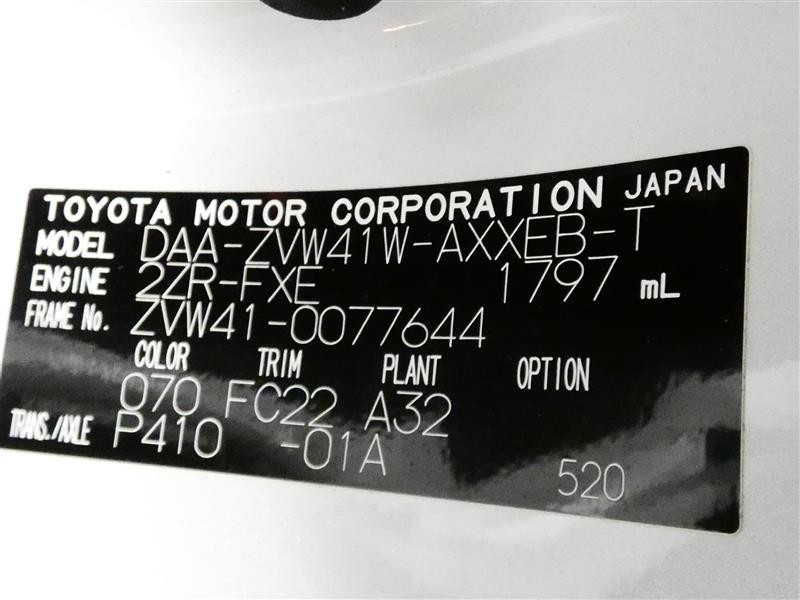 TOYOTA MOTOR CORPORATION JAPAN
MODEL DAA-ZVW41W-AXXEB-T
ENGINE 2ZR-FXE 1797 mL
FRAME No. ZVW41-0077644
COLOR TRIM PLANT OPTION
070 FC22 A32
TRANS./AXLE P410 -01A
520